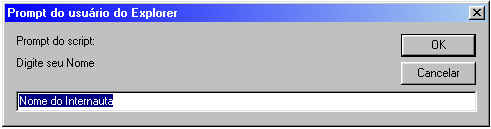 Prompt do usuário do Explorer
Prompt do script:
OK
Digite seu Nome
Cancelar
Nome do Internauta